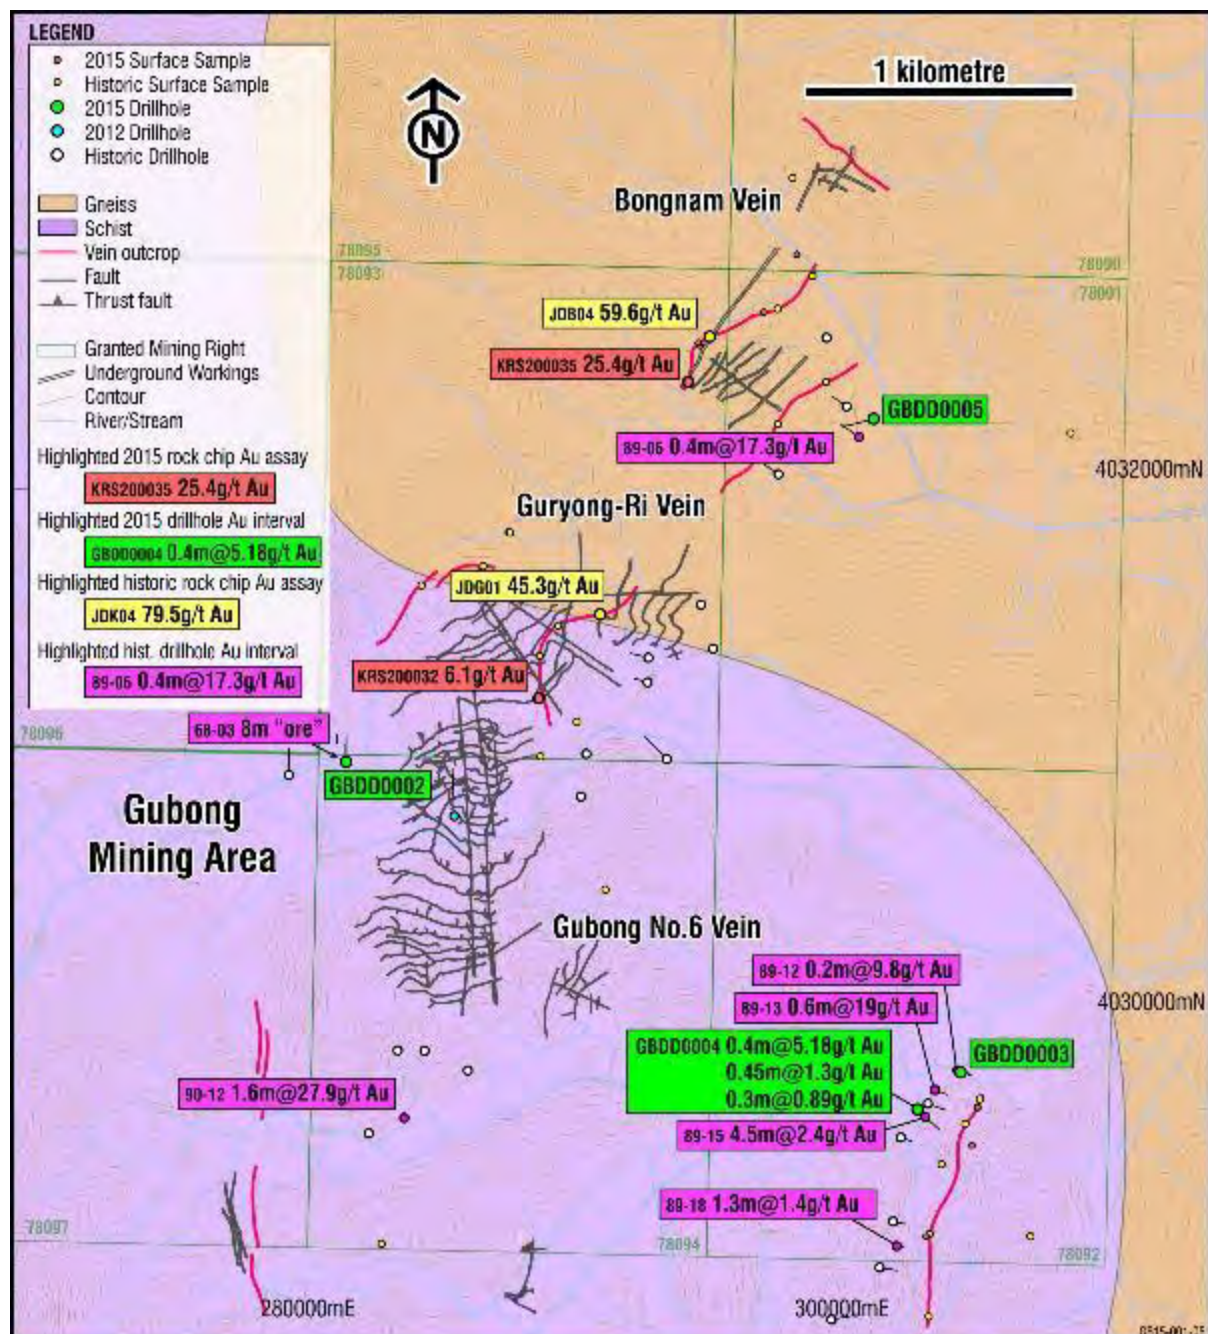 LEGEND
2015 Surface Sample
Historic Surface Sample
2015 Drillhole
2012 Drillhole
Historic Drillhole
Gneiss
Schist
Vein outcrop
Fault
Thrust fault
Granted Mining Right
Underground Workings
Contour
River/Stream
Highlighted 2015 rock chip Au assay
KRS200035 25.4g/t Au
Highlighted 2015 drillhole Au interval
GBDD0004 0.4m@5.18g/t Au
Highlighted historic rock chip Au assay
JDK04 79.5g/t Au
Highlighted hist. drillhole Au interval
89-06 0.4m@17.3g/t Au
1 kilometre
N
Bongnam Vein
78095
78093
78090
78091
JDB04 59.6g/t Au
KRS200035 25.4g/t Au
GBDD0005
89-06 0.4m@17.3g/t Au
4032000mN
Guryong-Ri Vein
JDG01 45.3g/t Au
KRS200032 6.1g/t Au
68-03 8m "ore"
78096
GBDD0002
Gubong
Mining Area
Gubong No.6 Vein
89-12 0.2m@9.8g/t Au
89-13 0.6m@19g/t Au
4030000mN
GBDD0004 0.4m@5.18g/t Au
0.45m@1.3g/t Au
0.3m@0.89g/t Au
GBDD0003
90-12 1.6m@27.9g/t Au
89-15 4.5m@2.4g/t Au
89-18 1.3m@1.4g/t Au
78097
78094
78092
280000mE
300000mE